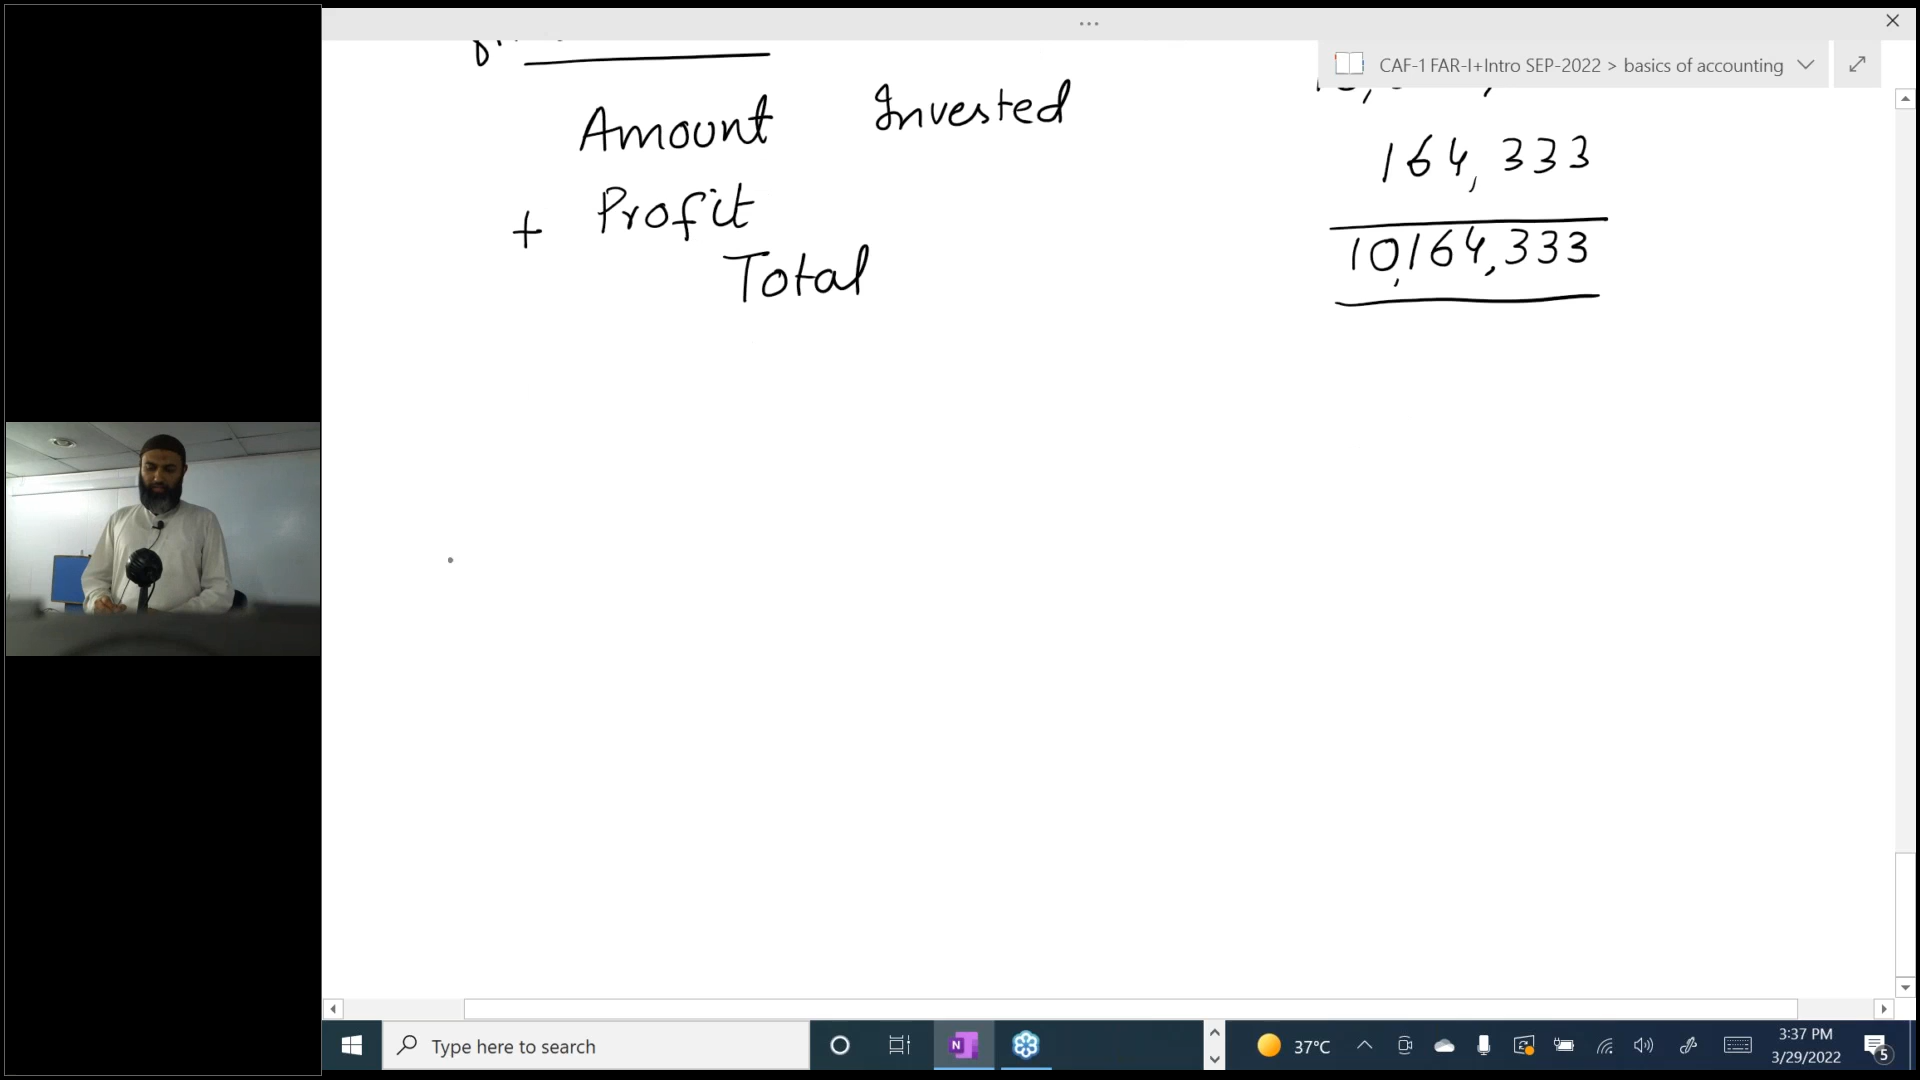 CAF-1 FAR-I+Intro SEP-2022 > basics of accounting
Amount Invested
164,333
+ Profit
Total 10,164,333
Type here to search
N
37°C
3:37 PM
3/29/2022
5